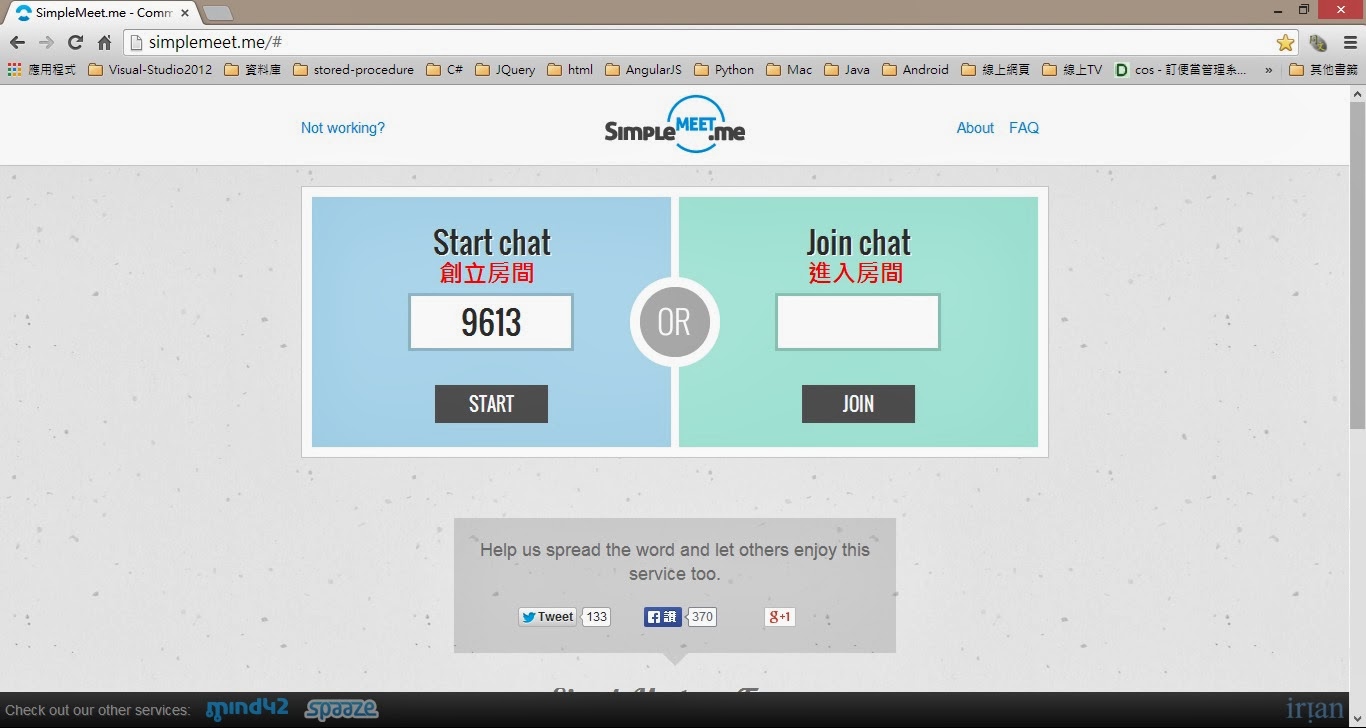 SimpleMeet.me - Comm
simplemeet.me/#
應用程式 Visual-Studio2012 資料庫 stored-procedure C# JQuery html AngularJS Python Mac Java Android 線上網頁 線上TV cos - 訂便當管理系... » 其他書籤
Not working?
SIMPLE MEET .me
About FAQ
Start chat
創立房間
9613
START
OR
Join chat
進入房間
JOIN
Help us spread the word and let others enjoy this
service too.
Tweet 133 讚 370 g+1
Check out our other services: mind42 spaaze
irian